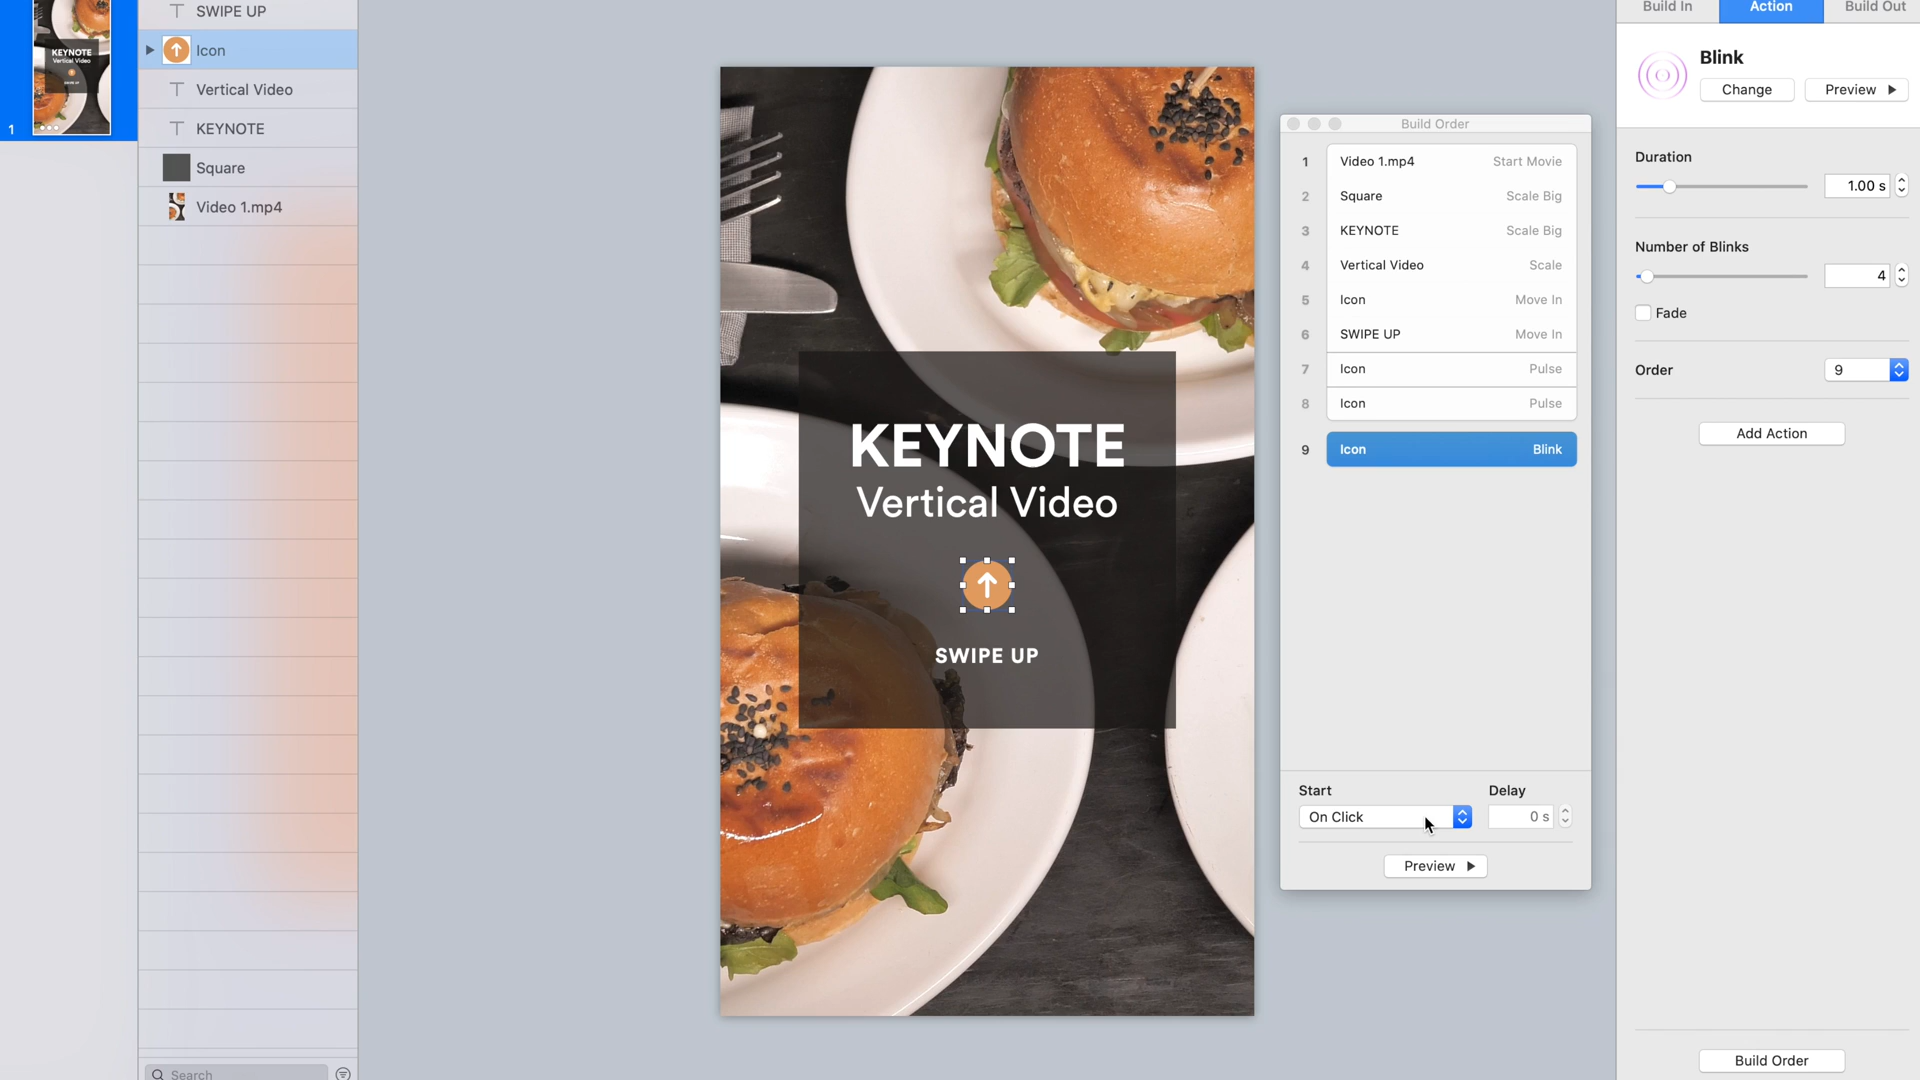 SWIPE UP
Icon
Vertical Video
KEYNOTE
Square
Video 1.mp4
Search
1
KEYNOTE
Vertical Video
SWIPE UP
KEYNOTE
Vertical Video
SWIPE UP
Build Order
1 Video 1.mp4 Start Movie
2 Square Scale Big
3 KEYNOTE Scale Big
4 Vertical Video Scale
5 Icon Move In
6 SWIPE UP Move In
7 Icon Pulse
8 Icon Pulse
9 Icon Blink
Start Delay
On Click 0 s
Preview
Build In Action Build Out
Blink
Change Preview
Duration
1.00 s
Number of Blinks
4
Fade
Order 9
Add Action
Build Order